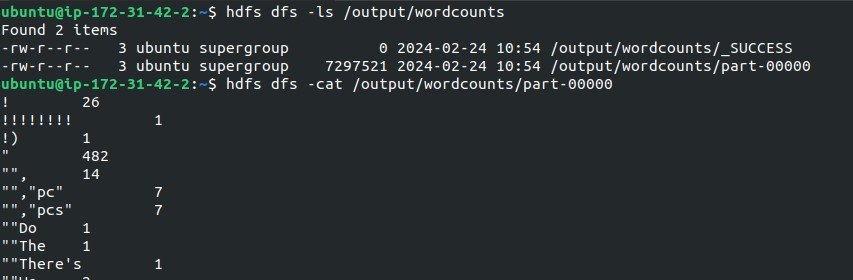 ubuntu@ip-172-31-42-2:~$ hdfs dfs -ls /output/wordcounts
Found 2 items
-rw-r--r--   3 ubuntu supergroup          0 2024-02-24 10:54 /output/wordcounts/_SUCCESS
-rw-r--r--   3 ubuntu supergroup    7297521 2024-02-24 10:54 /output/wordcounts/part-00000
ubuntu@ip-172-31-42-2:~$ hdfs dfs -cat /output/wordcounts/part-00000
!        26
!!!!!!!!         1
!)       1
"        482
"",      14
"","pc"          7
"","pcs"         7
""Do     1
""The    1
""There's        1